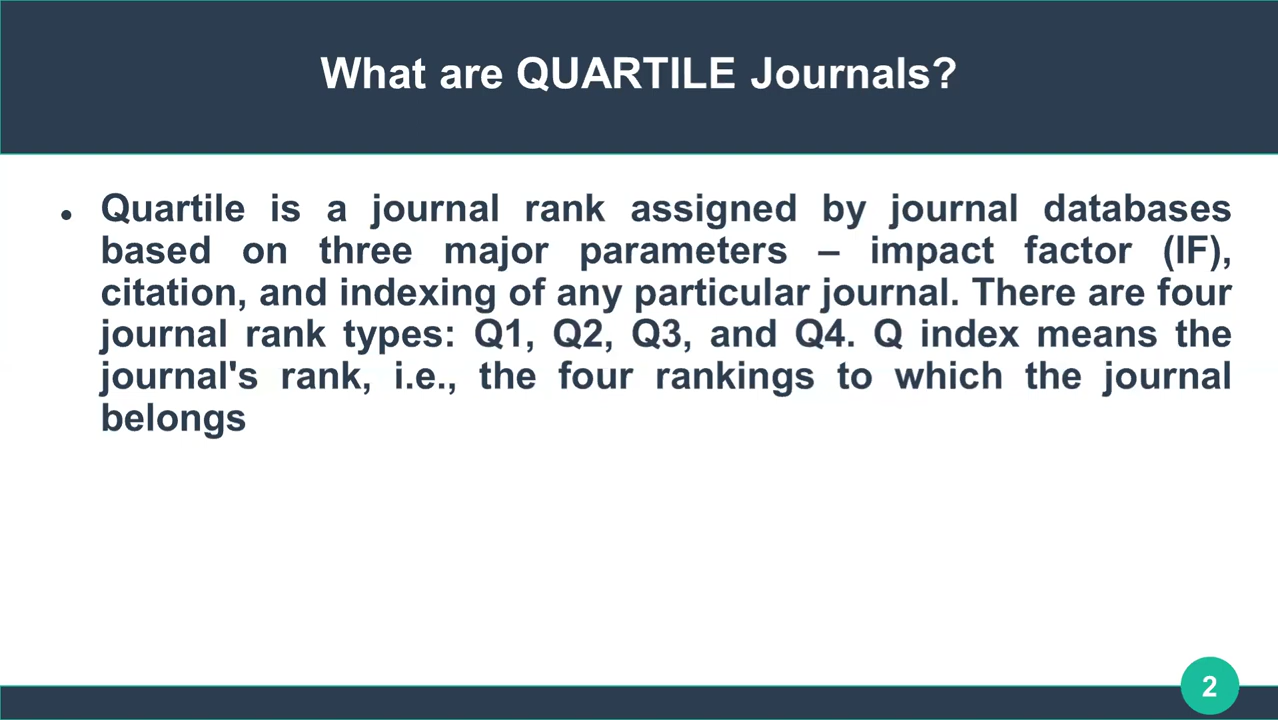 What are QUARTILE Journals?
• Quartile is a journal rank assigned by journal databases
based on three major parameters – impact factor (IF),
citation, and indexing of any particular journal. There are four
journal rank types: Q1, Q2, Q3, and Q4. Q index means the
journal's rank, i.e., the four rankings to which the journal
belongs
2